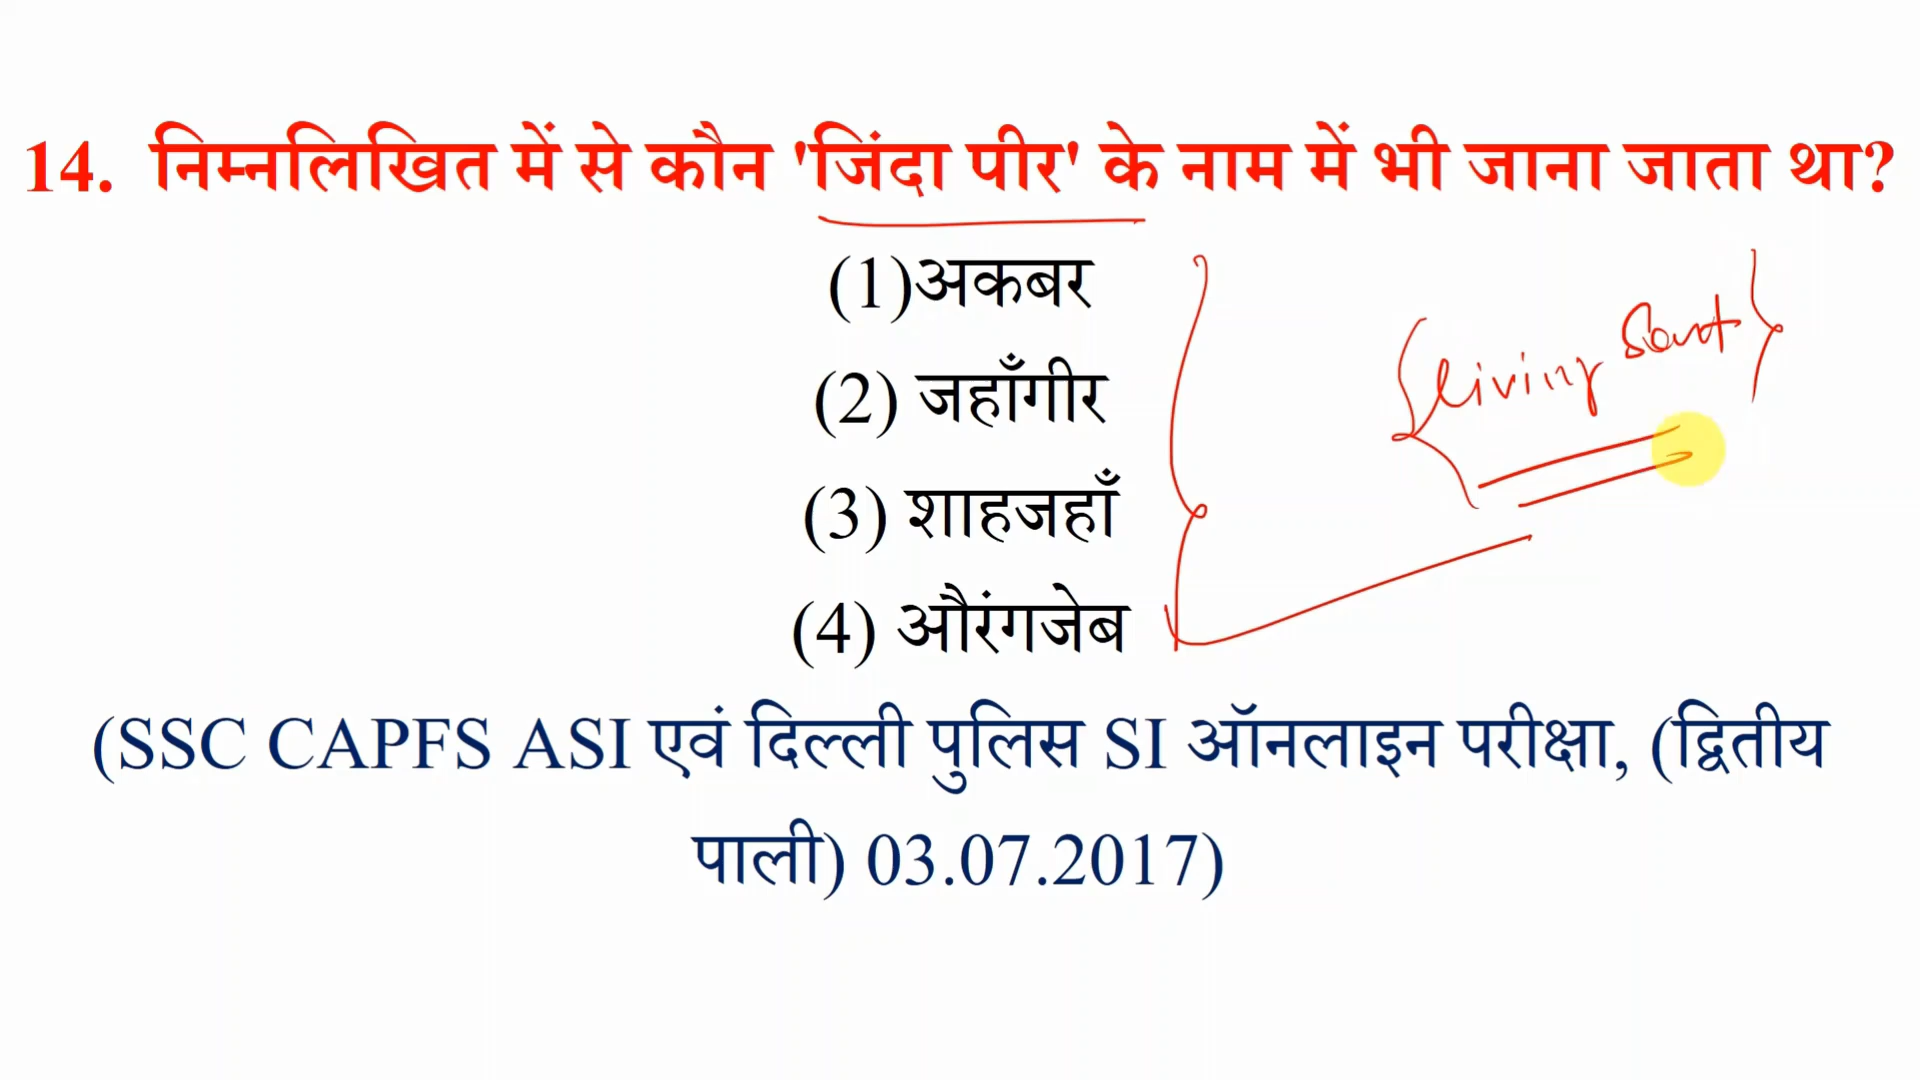 14. निम्नलिखित में से कौन 'जिंदा पीर' के नाम में भी जाना जाता था?
(1)अकबर
(2) जहाँगीर
(3) शाहजहाँ
(4) औरंगजेब
living
(SSC CAPFS ASI एवं दिल्ली पुलिस SI ऑनलाइन परीक्षा, (द्वितीय
पाली) 03.07.2017)